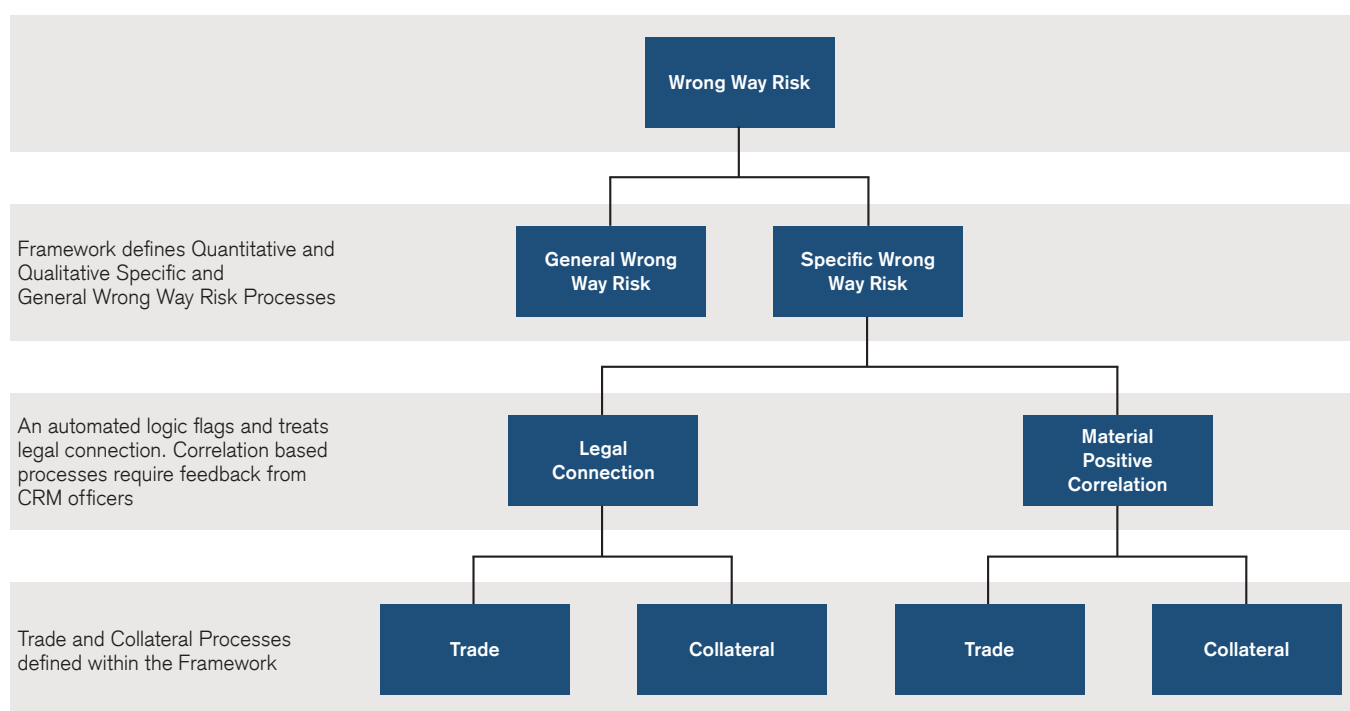 Wrong Way Risk
Framework defines Quantitative and
Qualitative Specific and
General Wrong Way Risk Processes
General Wrong
Way Risk
Specific Wrong
Way Risk
An automated logic flags and treats
legal connection. Correlation based
processes require feedback from
CRM officers
Legal
Connection
Material
Positive
Correlation
Trade and Collateral Processes
defined within the Framework
Trade
Collateral
Trade
Collateral